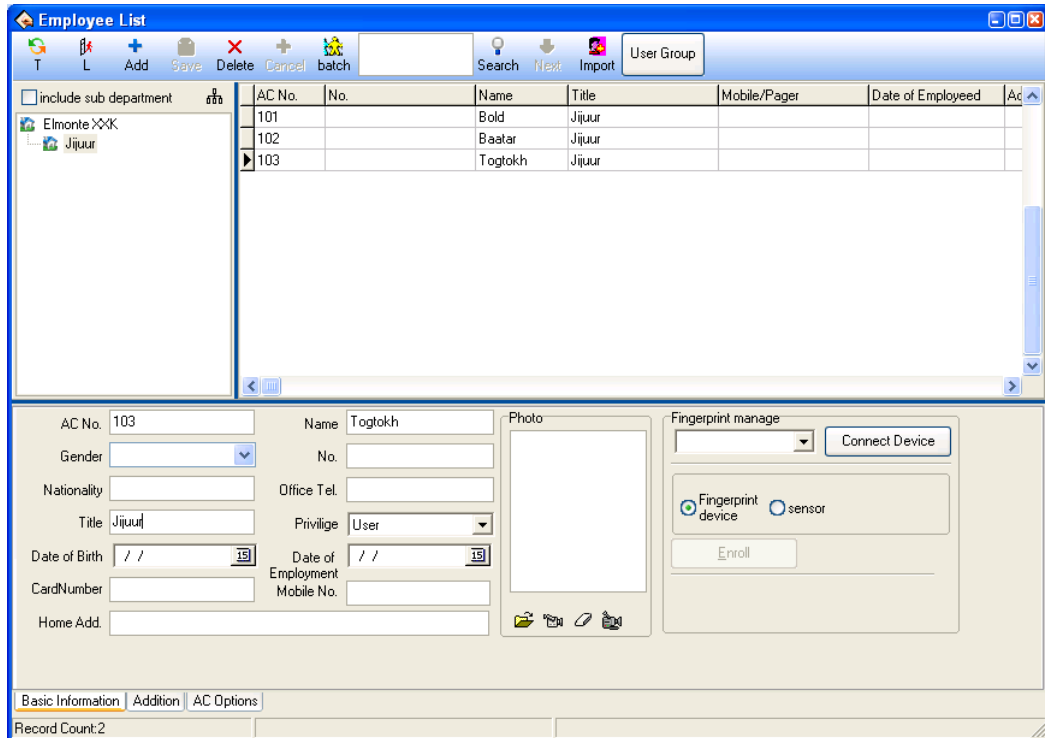 Employee List
T L Add Save Delete Cancel batch Search Next Import User Group
include sub department
Elmonte XXK
Jijuur
AC No. No. Name Title Mobile/Pager Date of Employeed Ad
101 Bold Jijuur
102 Baatar Jijuur
103 Togtokh Jijuur
AC No. 103 Name Togtokh
Gender No.
Nationality Office Tel.
Title Jijuur Privilige User
Date of Birth / / 15 Date of Employment / / 15
CardNumber Mobile No.
Home Add.
Photo
Fingerprint manage
Connect Device
Fingerprint device sensor
Enroll
Basic Information Addition AC Options
Record Count:2